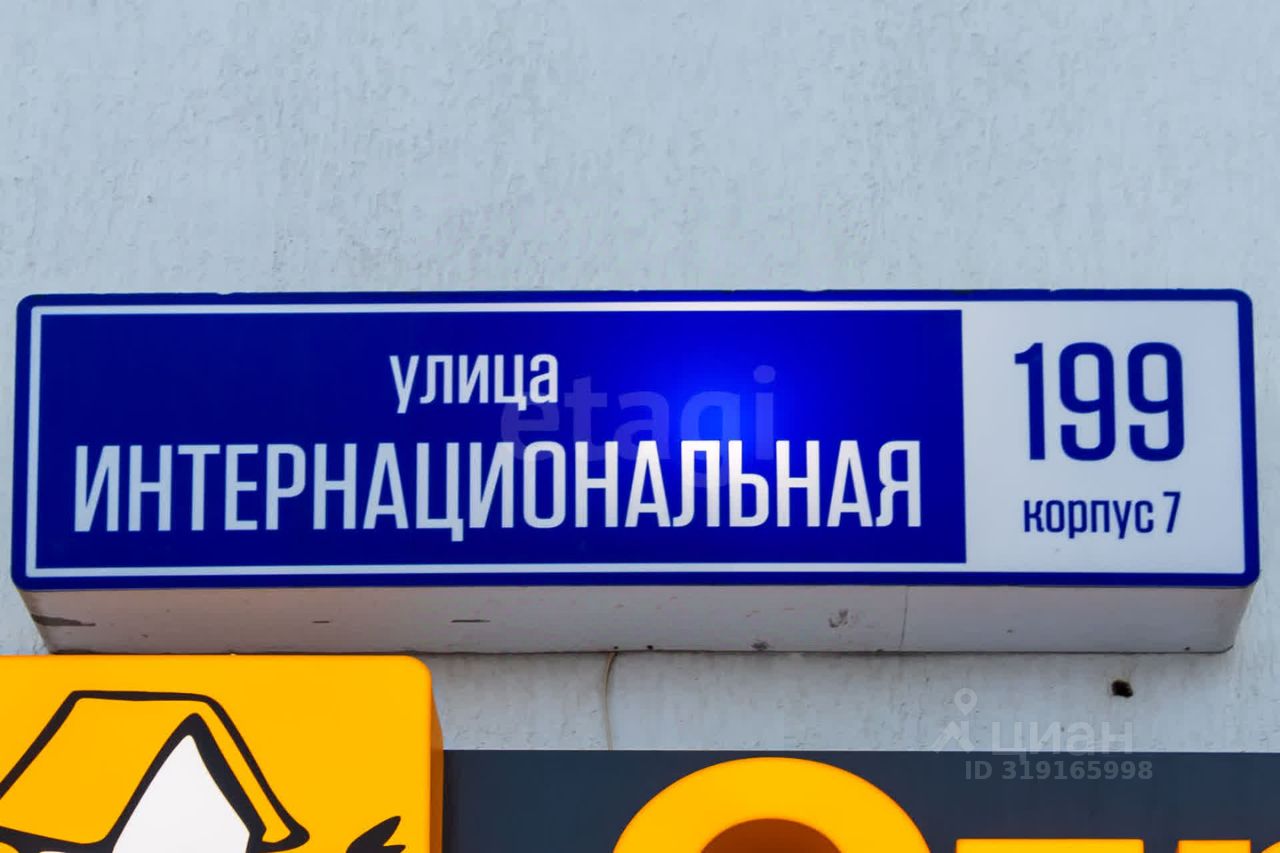 улица
ИНТЕРНАЦИОНАЛЬНАЯ
199
корпус 7
etagi
циан
ID 319165998